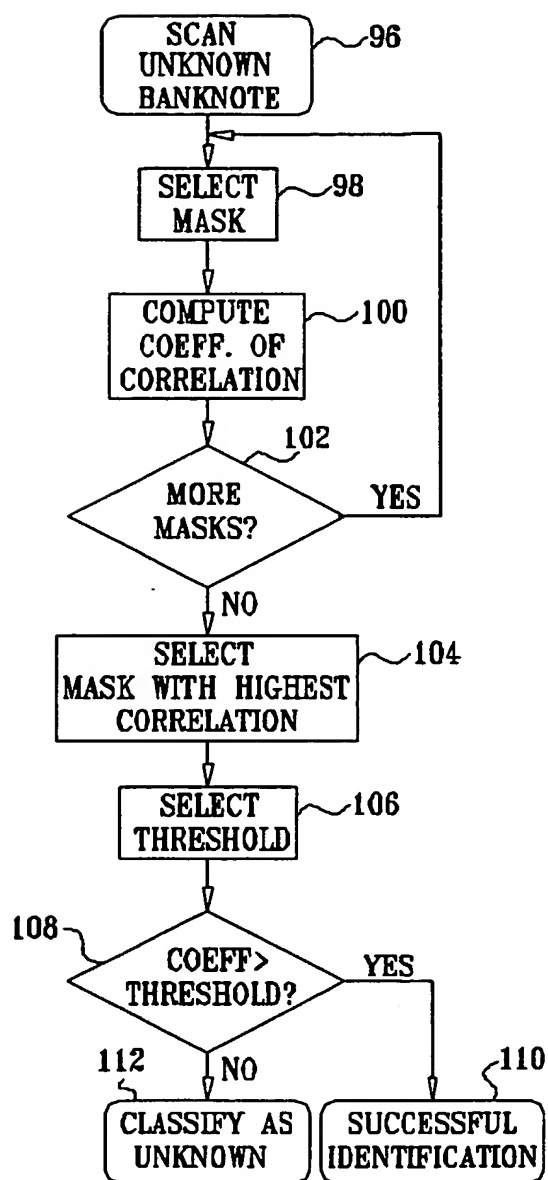 SCAN
UNKNOWN
BANKNOTE
96
SELECT
MASK
98
COMPUTE
COEFF. OF
CORRELATION
100
102
MORE
MASKS?
YES
NO
SELECT
MASK WITH HIGHEST
CORRELATION
104
SELECT
THRESHOLD
106
108
COEFF>
THRESHOLD?
YES
NO
112
CLASSIFY AS
UNKNOWN
110
SUCCESSFUL
IDENTIFICATION